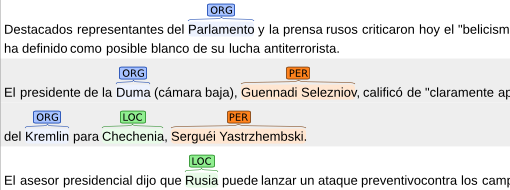 ORG
Destacados representantes del Parlamento y la prensa rusos criticaron hoy el "belicism
ha definido como posible blanco de su lucha antiterrorista.
ORG PER
El presidente de la Duma (cámara baja), Guennadi Selezniov, calificó de "claramente ap
ORG LOC PER
del Kremlin para Chechenia, Serguéi Yastrzhembski.
LOC
El asesor presidencial dijo que Rusia puede lanzar un ataque preventivocontra los camp